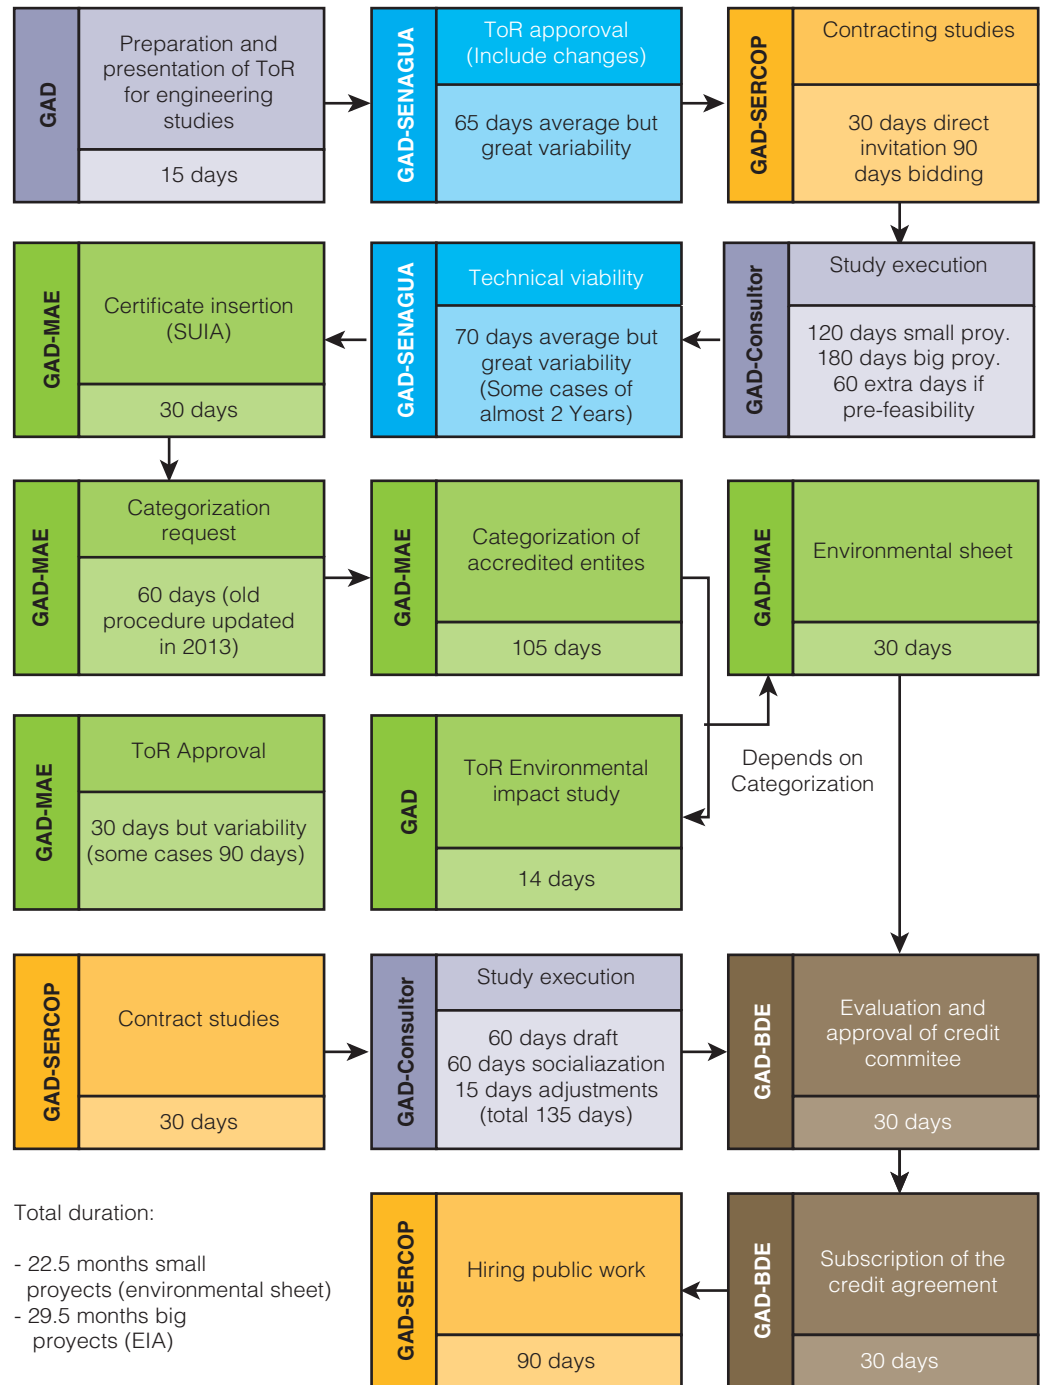 GAD
Preparation and
presentation of ToR
for engineering
studies
15 days
GAD-SENAGUA
ToR apporoval
(Include changes)
65 days average but
great variability
GAD-SERCOP
Contracting studies
30 days direct
invitation 90
days bidding
GAD-MAE
Certificate insertion
(SUIA)
30 days
GAD-SENAGUA
Technical viability
70 days average but
great variability
(Some cases of
almost 2 Years)
GAD-Consultor
Study execution
120 days small proy.
180 days big proy.
60 extra days if
pre-feasibility
GAD-MAE
Categorization
request
60 days (old
procedure updated
in 2013)
GAD-MAE
Categorization of
accredited entites
105 days
GAD-MAE
Environmental sheet
30 days
GAD-MAE
ToR Approval
30 days but variability
(some cases 90 days)
GAD
ToR Environmental
impact study
14 days
Depends on
Categorization
GAD-SERCOP
Contract studies
30 days
GAD-Consultor
Study execution
60 days draft
60 days socialiazation
15 days adjustments
(total 135 days)
GAD-BDE
Evaluation and
approval of credit
commitee
30 days
Total duration:
- 22.5 months small
proyects (environmental sheet)
- 29.5 months big
proyects (EIA)
GAD-SERCOP
Hiring public work
90 days
GAD-BDE
Subscription of the
credit agreement
30 days